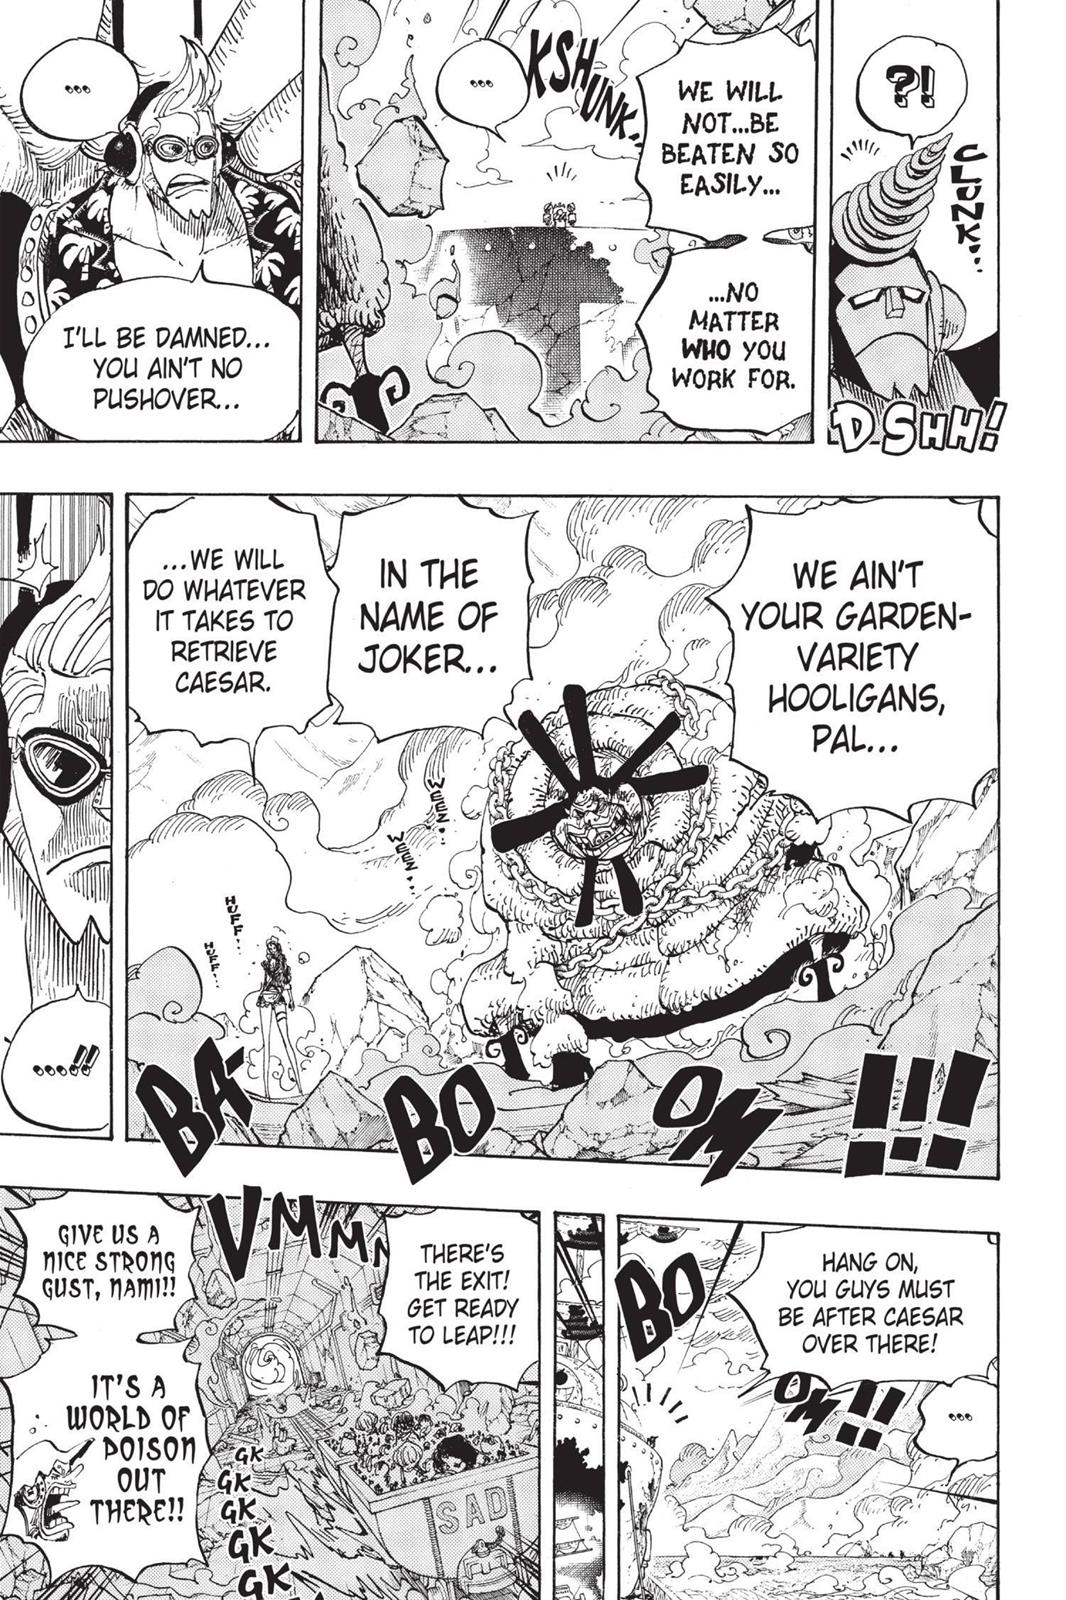 ?!
CLUNK..
DSHH!
WE WILL
NOT...BE
BEATEN SO
EASILY...
...NO
MATTER
WHO YOU
WORK FOR.
KSHUNK..
...
...
I'LL BE DAMNED...
YOU AIN'T NO
PUSHOVER...
WE AIN'T
YOUR GARDEN-
VARIETY
HOOLIGANS,
PAL...
IN THE
NAME OF
JOKER...
...WE WILL
DO WHATEVER
IT TAKES TO
RETRIEVE
CAESAR.
WEEZ..
WEEZ...
HUFF...
HUFF...
BA-
BO
OM
!!!
...!!
HANG ON,
YOU GUYS MUST
BE AFTER CAESAR
OVER THERE!
...
BO
OM!!
THERE'S
THE EXIT!
GET READY
TO LEAP!!!
VMMM
GIVE US A
NICE STRONG
GUST, NAMI!!
IT'S A
WORLD OF
POISON
OUT
THERE!!
GK
GK
GK
GK
GK
SAD